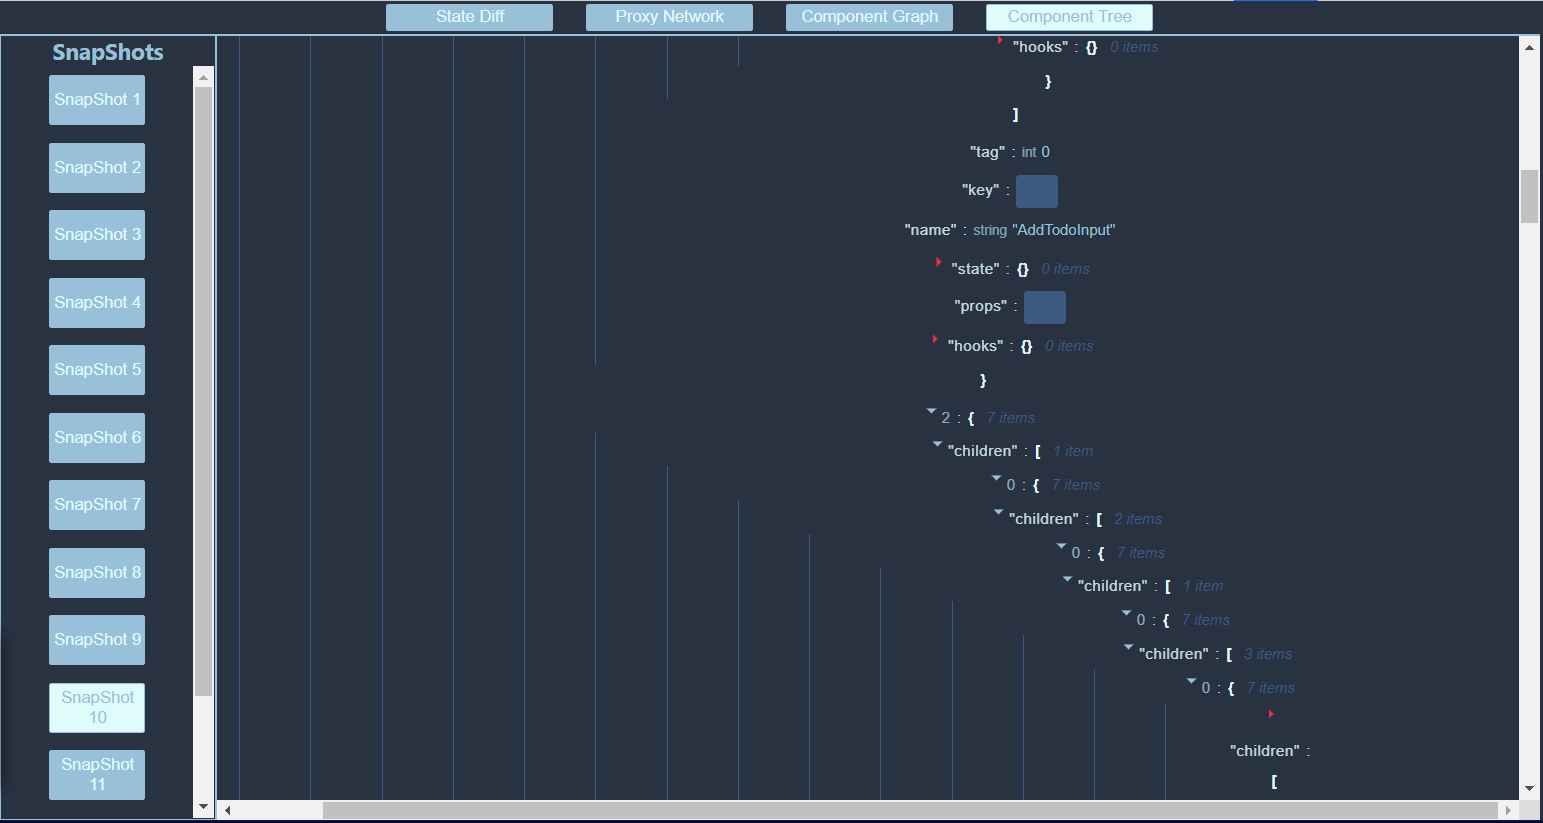 State Diff Proxy Network Component Graph Component Tree
SnapShots
SnapShot 1
SnapShot 2
SnapShot 3
SnapShot 4
SnapShot 5
SnapShot 6
SnapShot 7
SnapShot 8
SnapShot 9
SnapShot
10
SnapShot
11
"hooks" : {} 0 items
}
]
"tag" : int 0
"key" :
"name" : string "AddTodoInput"
"state" : {} 0 items
"props" :
"hooks" : {} 0 items
}
2 : { 7 items
"children" : [ 1 item
0 : { 7 items
"children" : [ 2 items
0 : { 7 items
"children" : [ 1 item
0 : { 7 items
"children" : [ 3 items
0 : { 7 items
"children" :
[